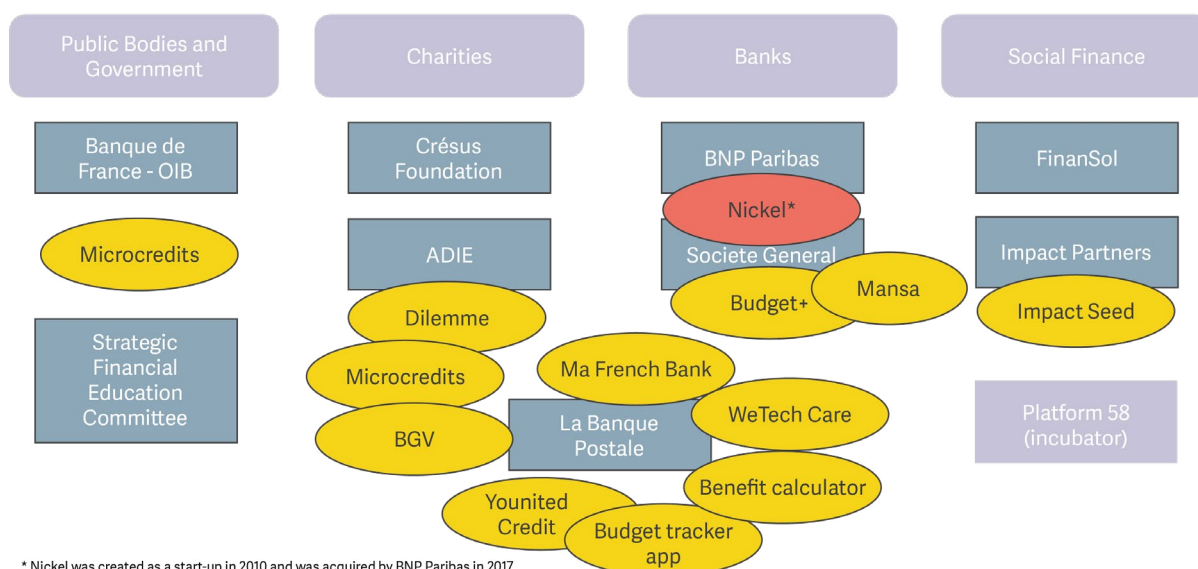 Public Bodies and
Government
Charities
Banks
Social Finance
Banque de
France - OIB
Crésus
Foundation
BNP Paribas
FinanSol
Nickel*
Microcredits
ADIE
Societe General
Impact Partners
Budget+
Mansa
Impact Seed
Dilemme
Strategic
Financial
Education
Committee
Microcredits
Ma French Bank
BGV
La Banque
Postale
WeTech Care
Platform 58
(incubator)
Benefit calculator
Younited
Credit
Budget tracker
app
* Nickel was created as a start-up in 2010 and was acquired by BNP Paribas in 2017